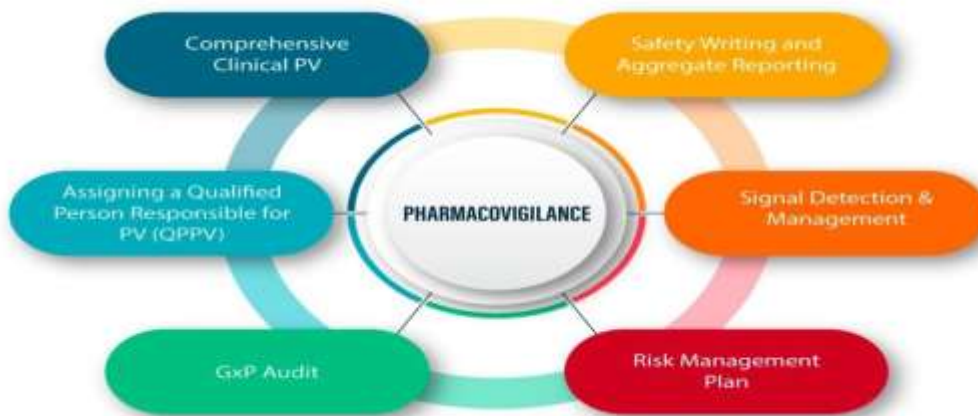 Comprehensive
Clinical PV
Safety Writing and
Aggregate Reporting
Assigning a Qualified
Person Responsible for
PV (QPPV)
PHARMACOVIGILANCE
Signal Detection &
Management
GxP Audit
Risk Management
Plan